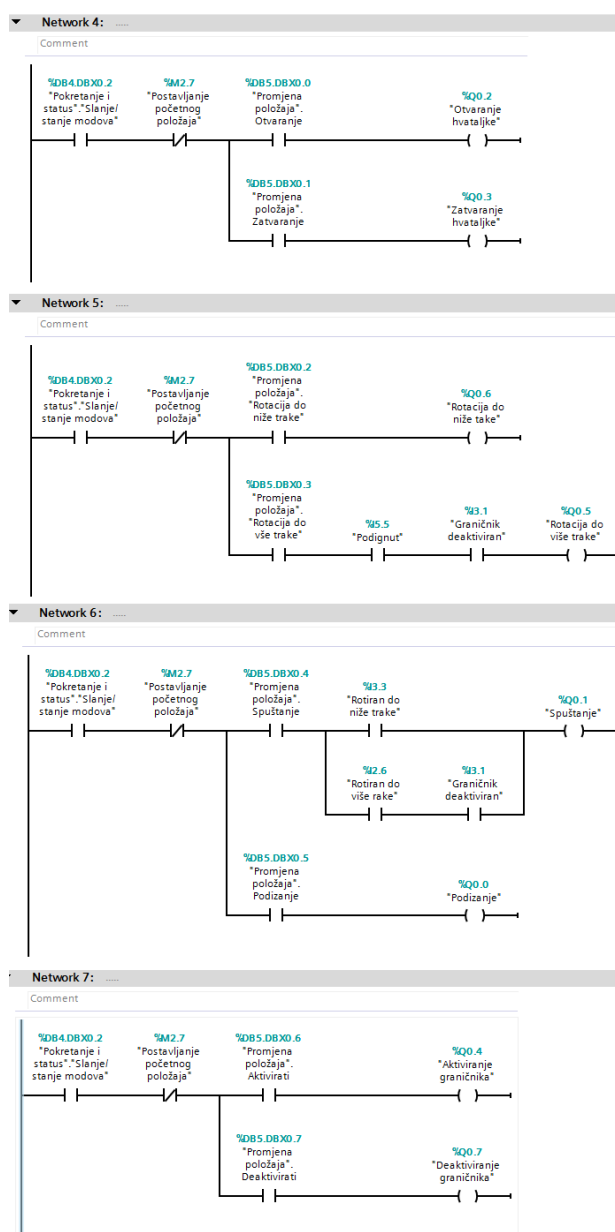 Network 4: .....
Comment
%DB4.DBX0.2 %M2.7 %DB5.DBX0.0 %Q0.2
"Pokretanje i "Postavljanje "Promjena "Otvaranje
status"."Slanje/ početnog položaja". hvataljke"
stanje modova" položaja" Otvaranje
%DB5.DBX0.1 %Q0.3
"Promjena "Zatvaranje
položaja". hvataljke"
Zatvaranje
Network 5: .....
Comment
%DB5.DBX0.2
%DB4.DBX0.2 %M2.7 "Promjena %Q0.6
"Pokretanje i "Postavljanje položaja". "Rotacija do
status"."Slanje/ početnog "Rotacija do niže trake"
stanje modova" položaja" niže trake"
%DB5.DBX0.3
"Promjena
položaja". %I5.5 %I3.1 %Q0.5
"Rotacija do "Podignut" "Graničnik "Rotacija do
vše trake" deaktiviran" više trake"
Network 6: .....
Comment
%DB4.DBX0.2 %M2.7 %DB5.DBX0.4 %I3.3
"Pokretanje i "Postavljanje "Promjena "Rotiran do %Q0.1
status"."Slanje/ početnog položaja". niže trake" "Spuštanje"
stanje modova" položaja" Spuštanje
%I2.6 %I3.1
"Rotiran do "Graničnik
više rake" deaktiviran"
%DB5.DBX0.5
"Promjena
položaja". %Q0.0
Podizanje "Podizanje"
Network 7: .....
Comment
%DB4.DBX0.2 %M2.7 %DB5.DBX0.6
"Pokretanje i "Postavljanje "Promjena %Q0.4
status"."Slanje/ početnog položaja". "Aktiviranje
stanje modova" položaja" Aktivirati graničnika"
%DB5.DBX0.7
"Promjena %Q0.7
položaja". "Deaktiviranje
Deaktivirati graničnika"